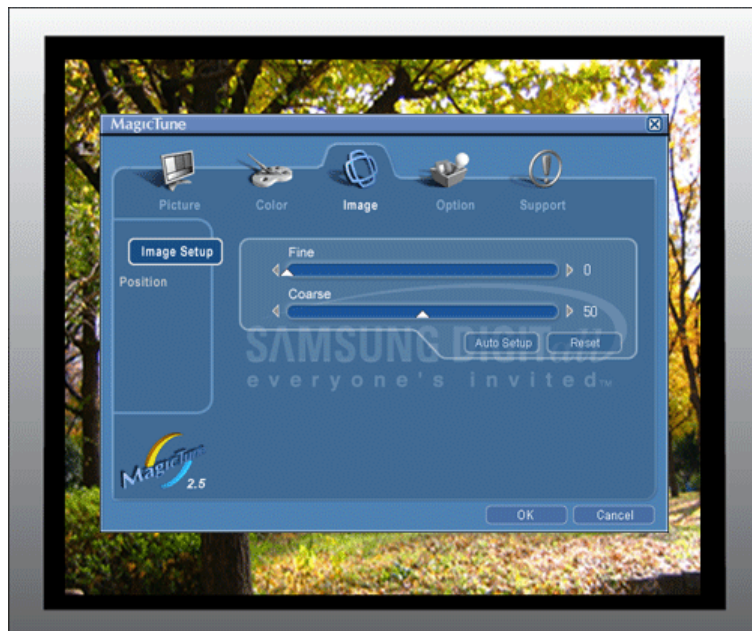 MagicTune
Picture
Color
Image
Option
Support
Image Setup
Position
Fine
0
Coarse
50
Auto Setup
Reset
SAMSUNG DIGITall
everyone's invited™
MagicTune
2.5
OK
Cancel